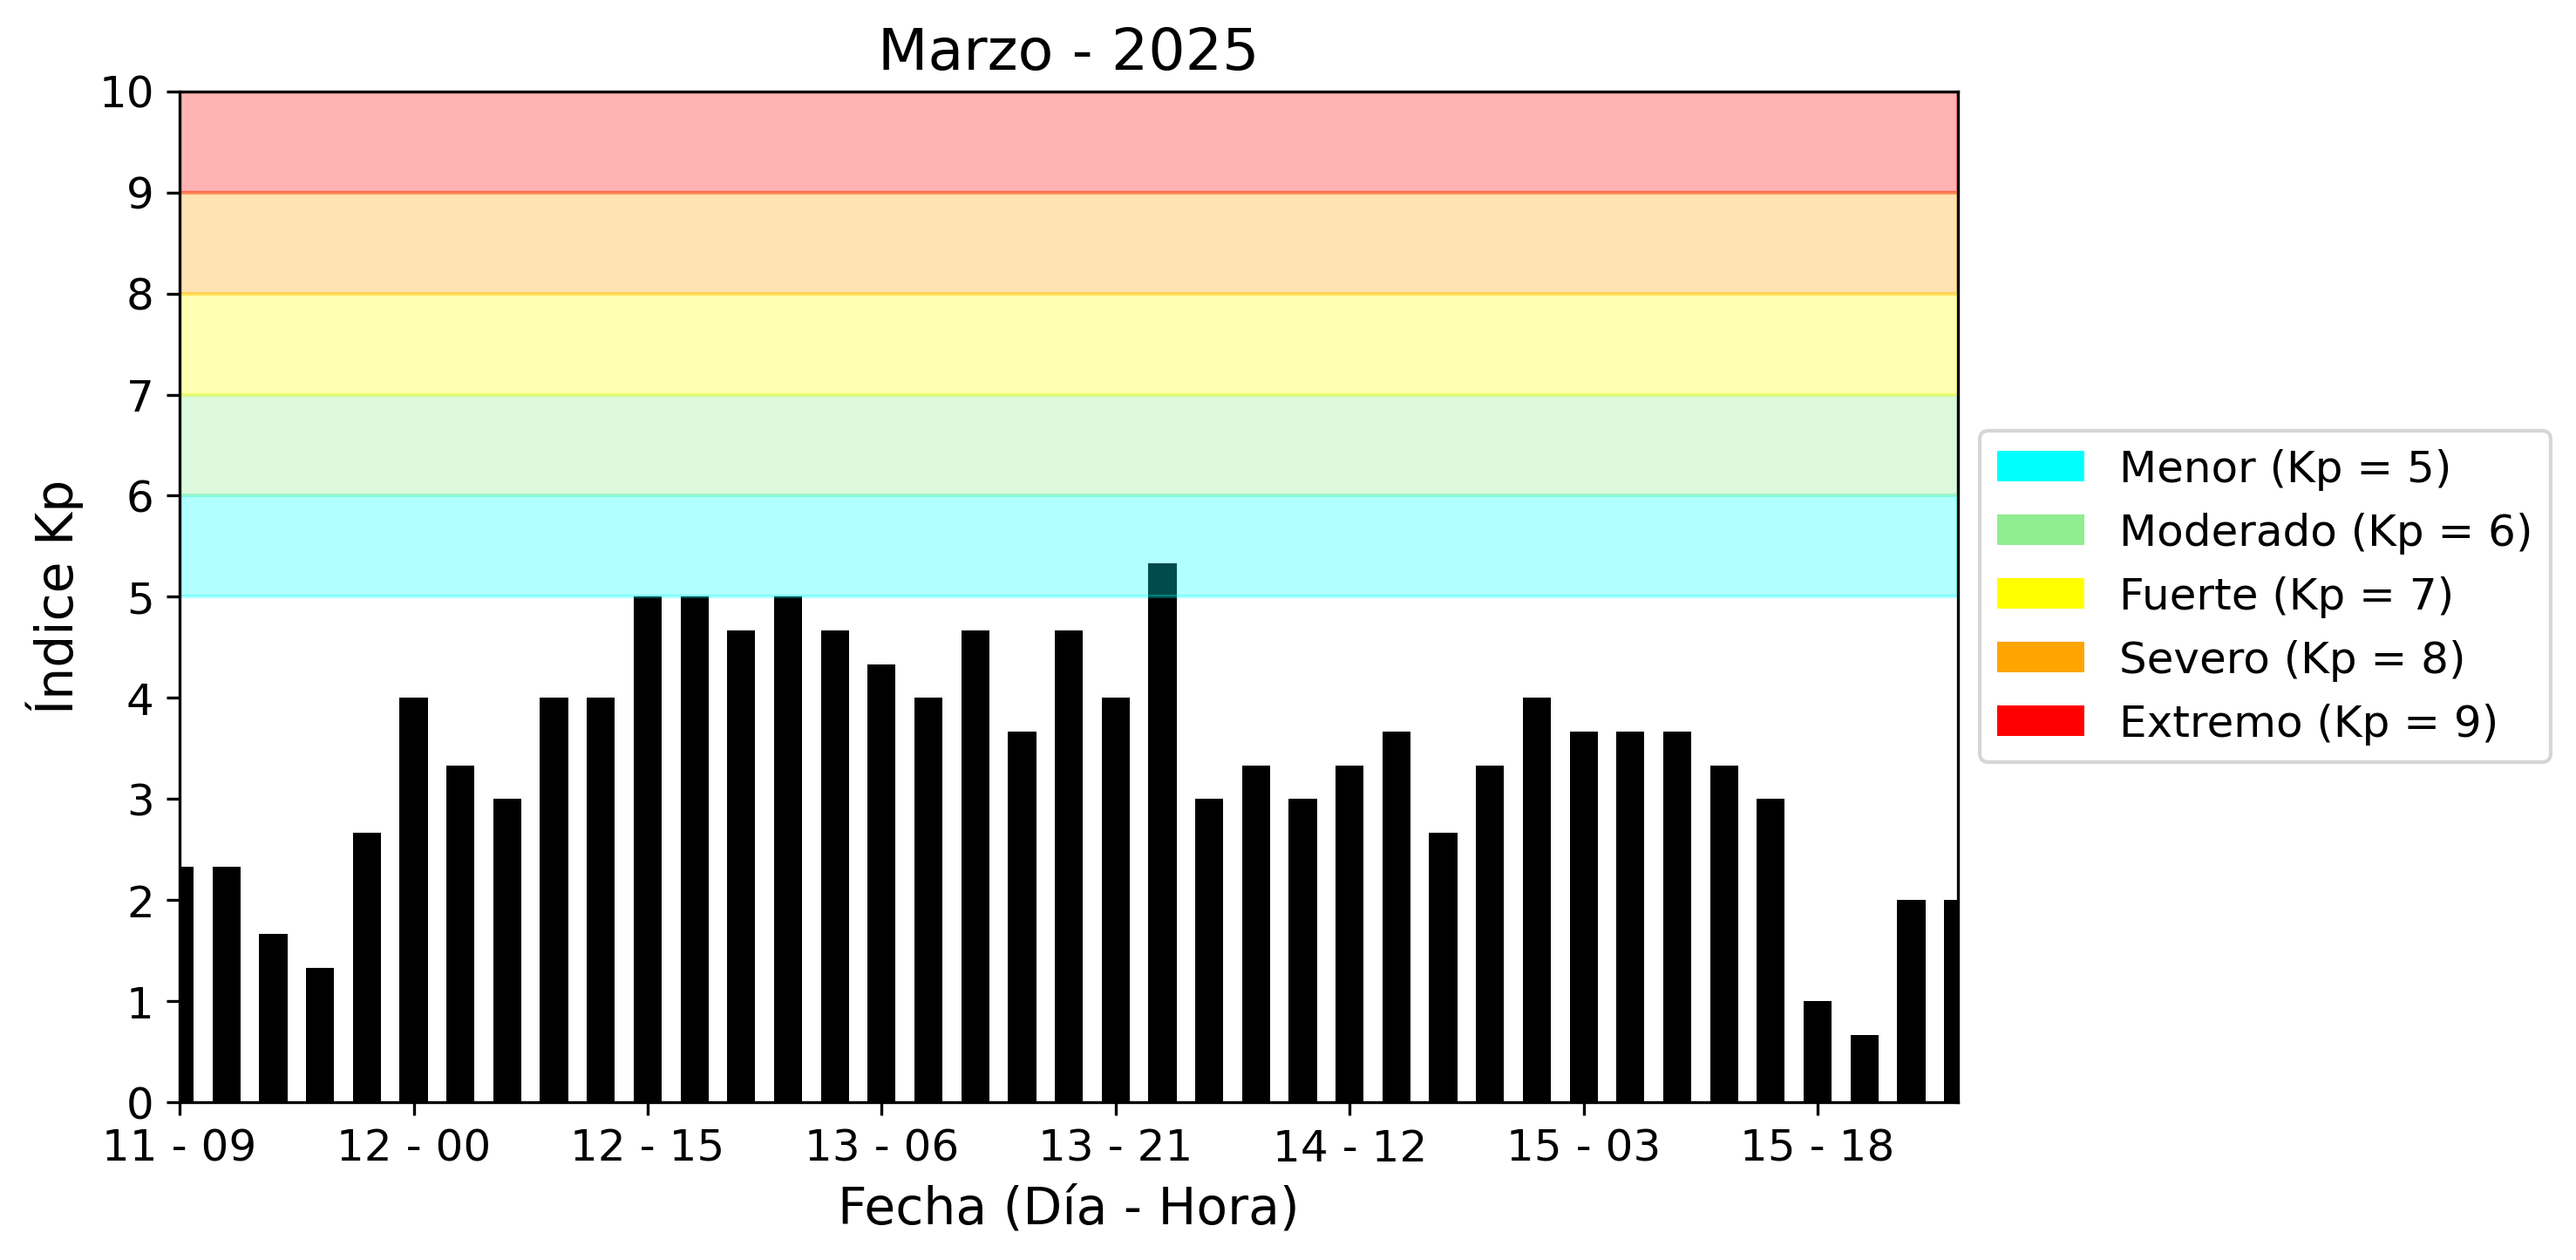 Marzo - 2025
10
9
8
7
6
5
4
3
2
1
0
Índice Kp
11 - 09 12 - 00 12 - 15 13 - 06 13 - 21 14 - 12 15 - 03 15 - 18
Fecha (Día - Hora)
Menor (Kp = 5)
Moderado (Kp = 6)
Fuerte (Kp = 7)
Severo (Kp = 8)
Extremo (Kp = 9)